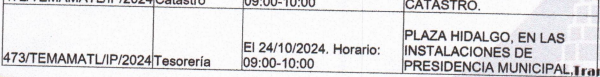 Catastro 09:00-10:00 CATASTRO.
473/TEMAMATL/IP/2024 Tesorería El 24/10/2024. Horario: 09:00-10:00 PLAZA HIDALGO, EN LAS INSTALACIONES DE PRESIDENCIA MUNICIPAL.